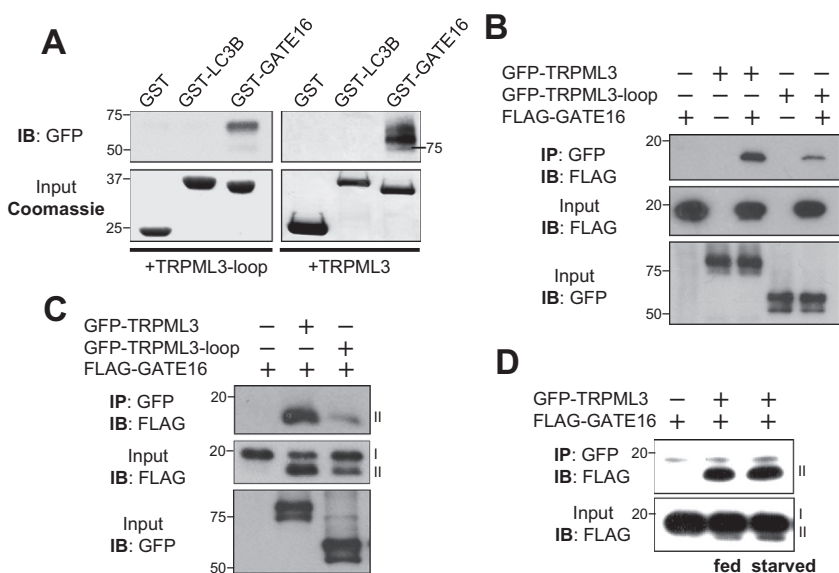 A
GST
GST-LC3B
GST-GATE16
GST
GST-LC3B
GST-GATE16
IB: GFP
75
50
75
Input
Coomassie
37
25
+TRPML3-loop
+TRPML3
B
GFP-TRPML3 − + + − −
GFP-TRPML3-loop − − − + +
FLAG-GATE16 + − + − +
IP: GFP
IB: FLAG
20
Input
IB: FLAG
20
Input
IB: GFP
75
50
C
GFP-TRPML3 − + −
GFP-TRPML3-loop − − +
FLAG-GATE16 + + +
IP: GFP
IB: FLAG
20
II
Input
IB: FLAG
20
I
II
Input
IB: GFP
75
50
D
GFP-TRPML3 − + +
FLAG-GATE16 + + +
IP: GFP
IB: FLAG
20
II
Input
IB: FLAG
20
I
II
fed starved